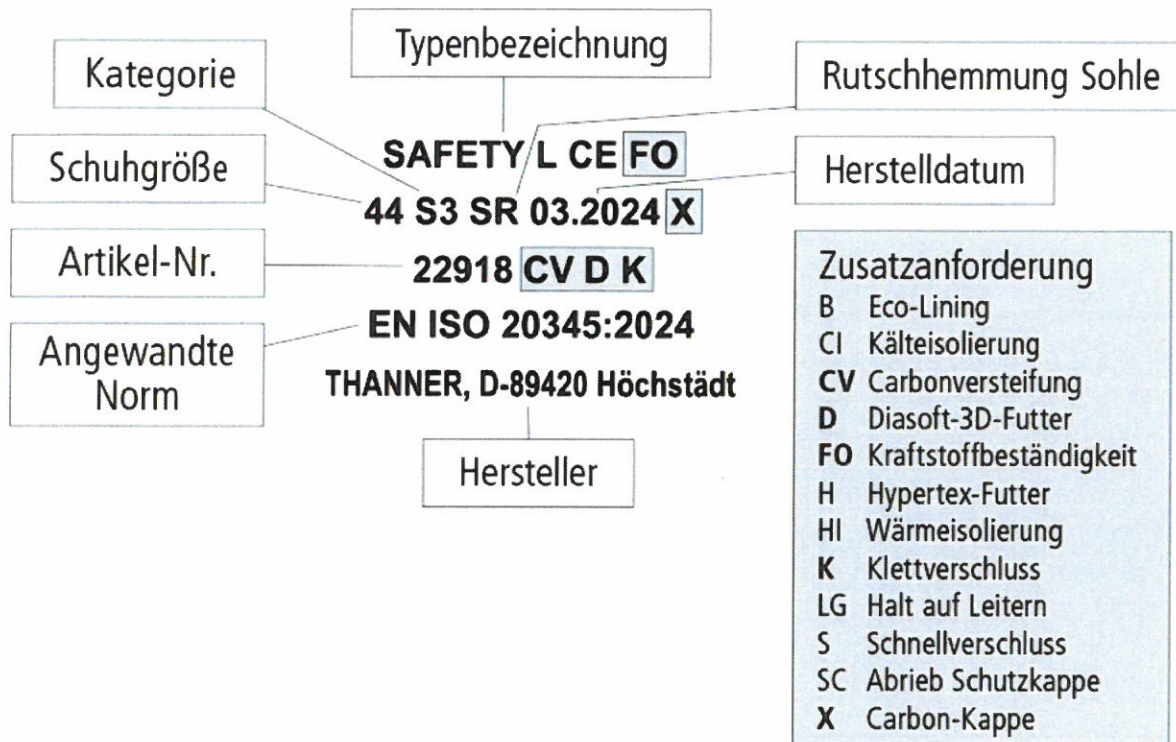 Typenbezeichnung
Kategorie
Rutschhemmung Sohle
SAFETY L CE FO
Schuhgröße
Herstelldatum
44 S3 SR 03.2024 X
Artikel-Nr.
22918 CV D K
EN ISO 20345:2024
Angewandte
Norm
THANNER, D-89420 Höchstädt
Hersteller
Zusatzanforderung
B Eco-Lining
CI Kälteisolierung
CV Carbonversteifung
D Diasoft-3D-Futter
FO Kraftstoffbeständigkeit
H Hypertex-Futter
HI Wärmeisolierung
K Klettverschluss
LG Halt auf Leitern
S Schnellverschluss
SC Abrieb Schutzkappe
X Carbon-Kappe